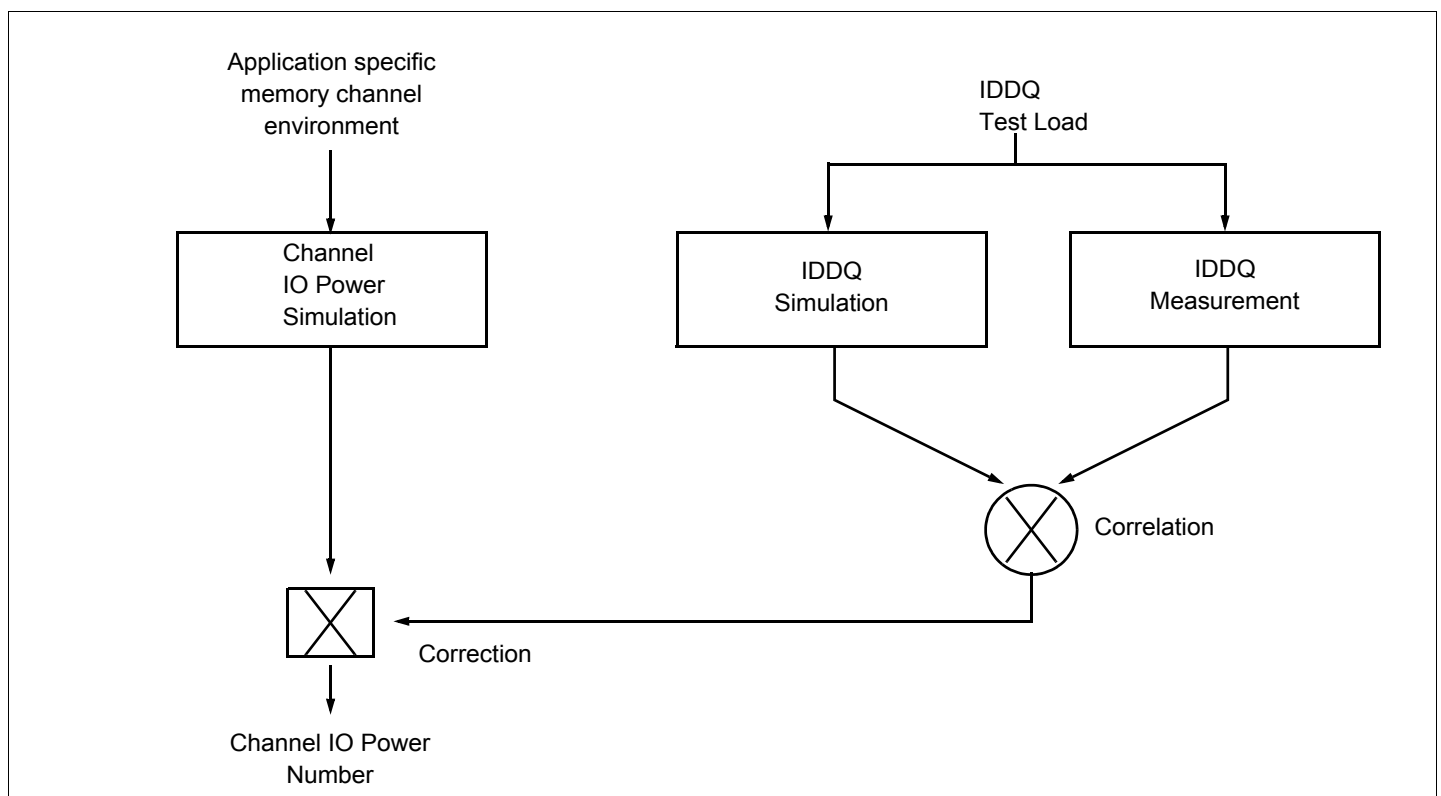 Application specific
memory channel
environment
IDDQ
Test Load
Channel
IO Power
Simulation
IDDQ
Simulation
IDDQ
Measurement
Correlation
Correction
Channel IO Power
Number